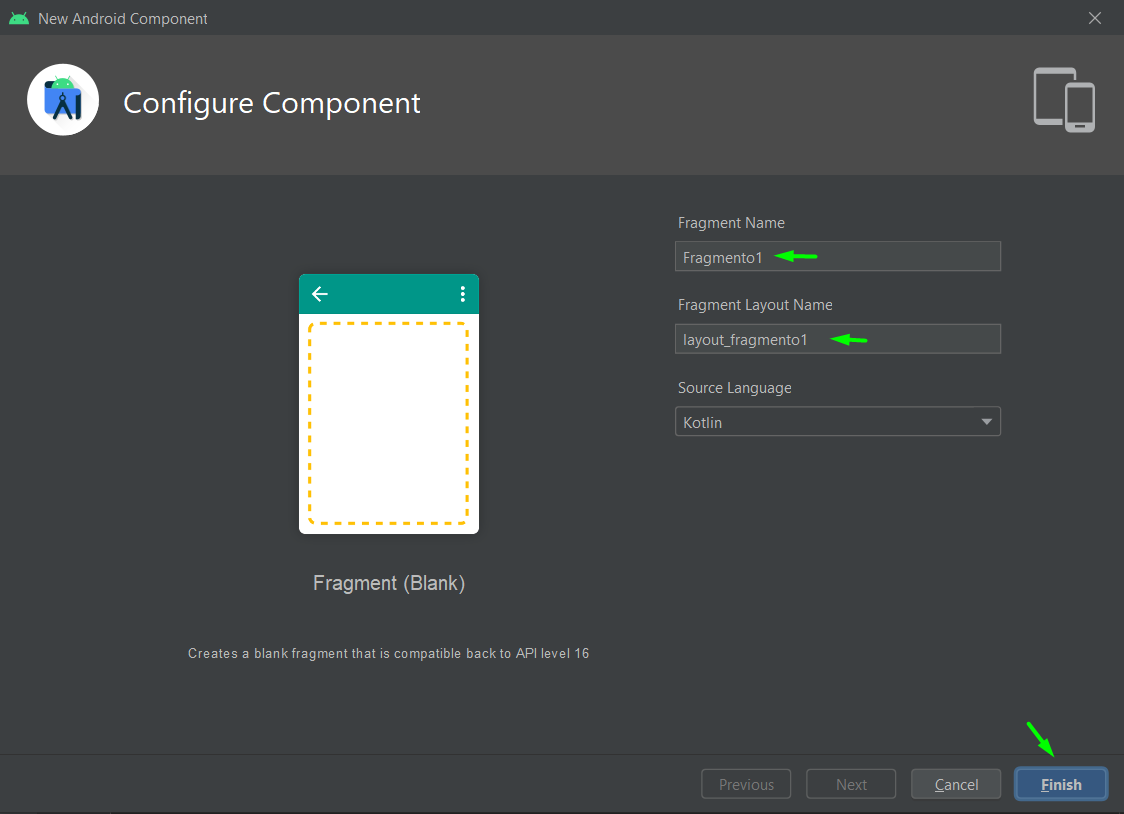 New Android Component
Configure Component
Fragment Name
Fragmento1
Fragment Layout Name
layout_fragmento1
Source Language
Kotlin
Fragment (Blank)
Creates a blank fragment that is compatible back to API level 16
Previous
Next
Cancel
Finish